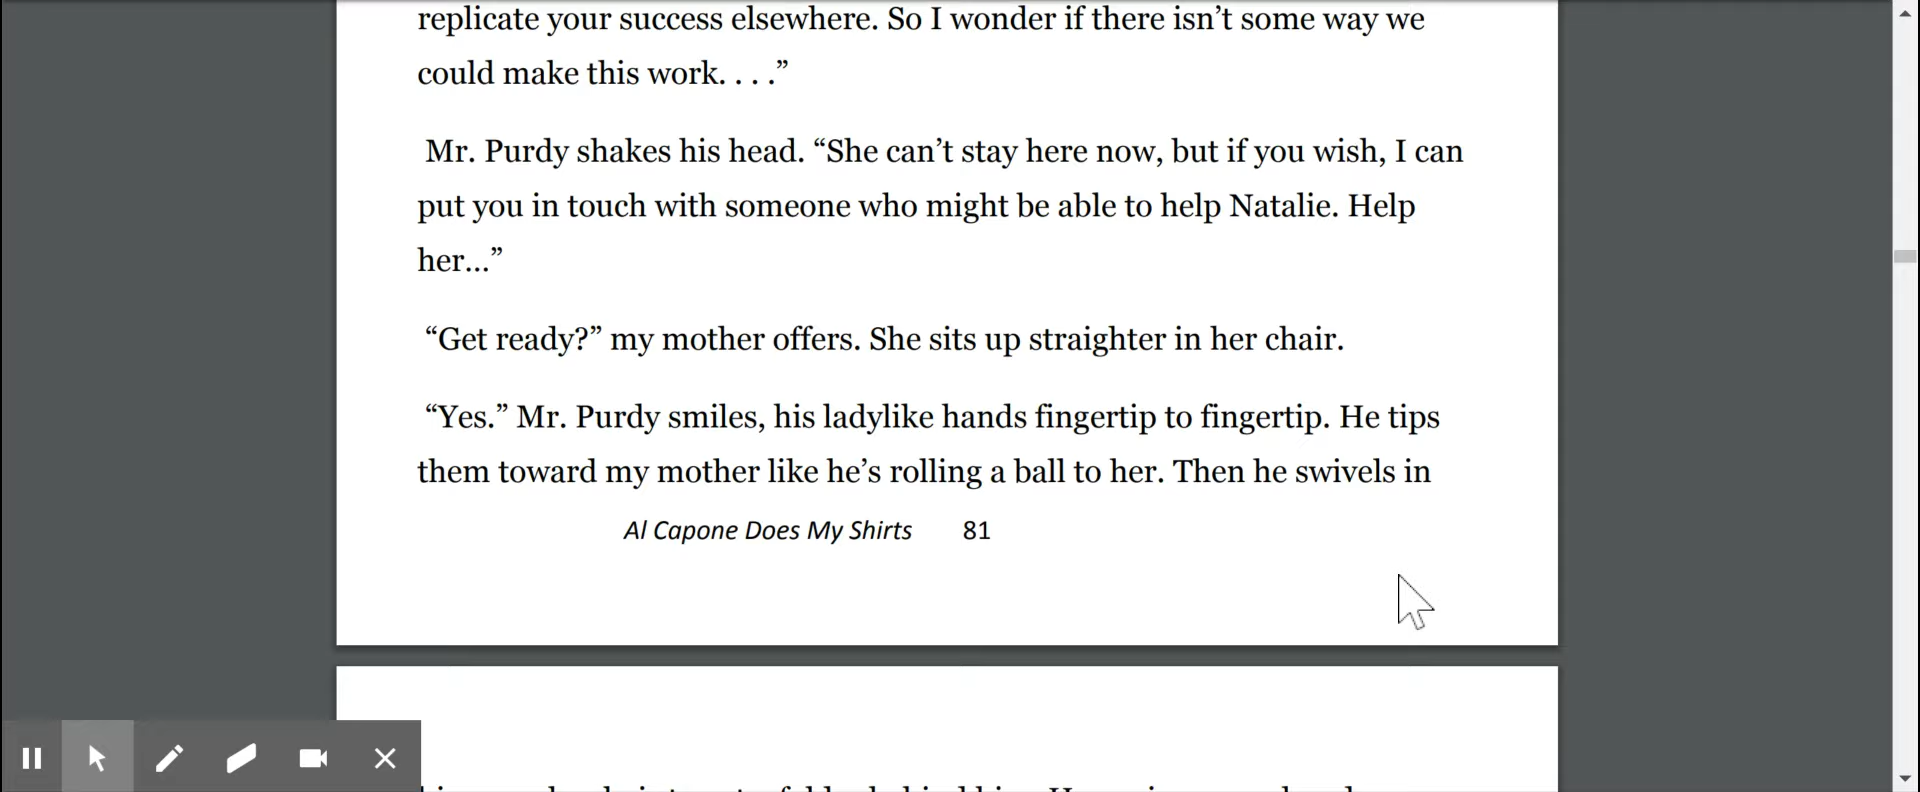 replicate your success elsewhere. So I wonder if there isn’t some way we
could make this work. . . .”
Mr. Purdy shakes his head. “She can’t stay here now, but if you wish, I can
put you in touch with someone who might be able to help Natalie. Help
her...”
“Get ready?” my mother offers. She sits up straighter in her chair.
“Yes.” Mr. Purdy smiles, his ladylike hands fingertip to fingertip. He tips
them toward my mother like he’s rolling a ball to her. Then he swivels in
Al Capone Does My Shirts 81